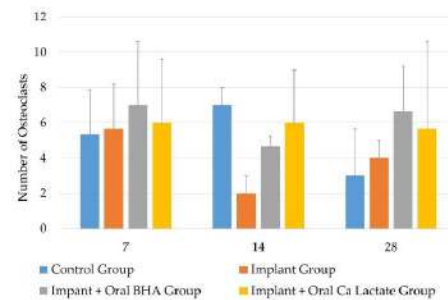 12
10
8
6
4
2
0
Number of Osteoclasts
7 14 28
Control Group Implant Group
Impant + Oral BHA Group Implant + Oral Ca Lactate Group